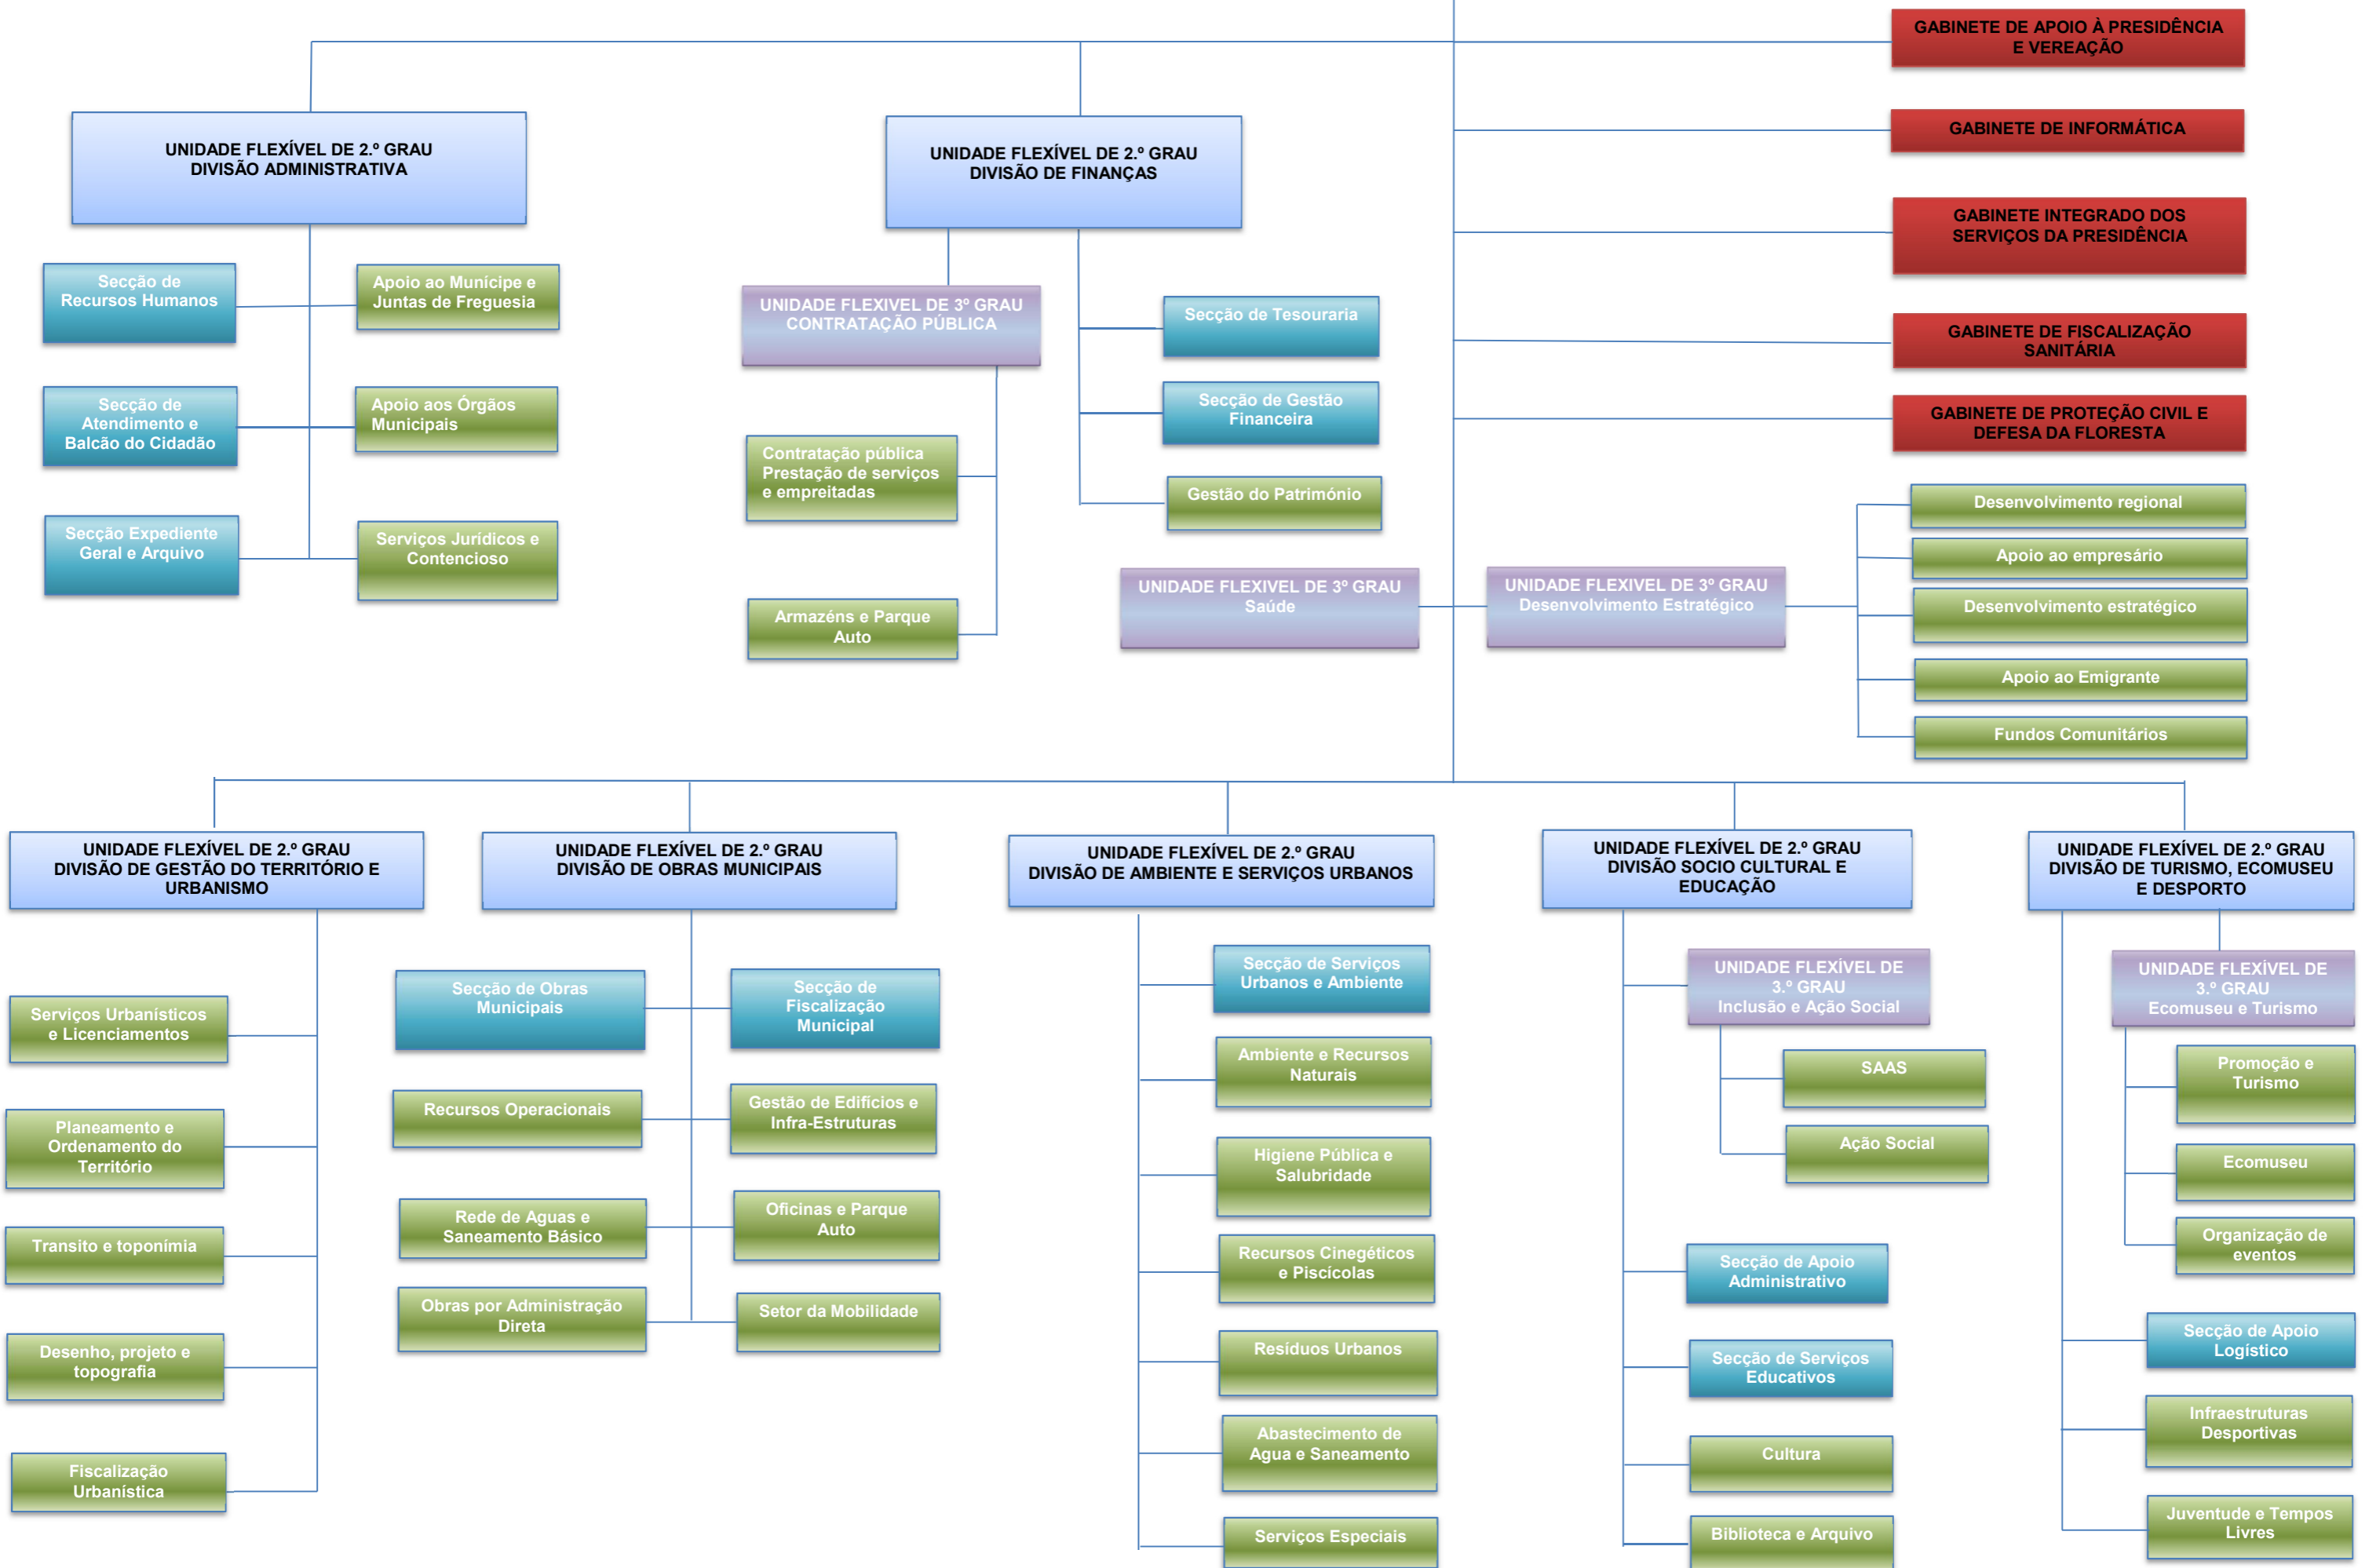 GABINETE DE APOIO À PRESIDÊNCIA
E VEREAÇÃO
GABINETE DE INFORMÁTICA
GABINETE INTEGRADO DOS
SERVIÇOS DA PRESIDÊNCIA
GABINETE DE FISCALIZAÇÃO
SANITÁRIA
GABINETE DE PROTEÇÃO CIVIL E
DEFESA DA FLORESTA
UNIDADE FLEXÍVEL DE 2.º GRAU
DIVISÃO ADMINISTRATIVA
Secção de
Recursos Humanos
Apoio ao Munícipe e
Juntas de Freguesia
Secção de
Atendimento e
Balcão do Cidadão
Apoio aos Órgãos
Municipais
Secção Expediente
Geral e Arquivo
Serviços Jurídicos e
Contencioso
UNIDADE FLEXÍVEL DE 2.º GRAU
DIVISÃO DE FINANÇAS
UNIDADE FLEXIVEL DE 3º GRAU
CONTRATAÇÃO PÚBLICA
Contratação pública
Prestação de serviços
e empreitadas
Armazéns e Parque
Auto
Secção de Tesouraria
Secção de Gestão
Financeira
Gestão do Património
UNIDADE FLEXIVEL DE 3º GRAU
Saúde
UNIDADE FLEXIVEL DE 3º GRAU
Desenvolvimento Estratégico
Desenvolvimento regional
Apoio ao empresário
Desenvolvimento estratégico
Apoio ao Emigrante
Fundos Comunitários
UNIDADE FLEXÍVEL DE 2.º GRAU
DIVISÃO DE GESTÃO DO TERRITÓRIO E
URBANISMO
Serviços Urbanísticos
e Licenciamentos
Planeamento e
Ordenamento do
Território
Transito e toponímia
Desenho, projeto e
topografia
Fiscalização
Urbanística
UNIDADE FLEXÍVEL DE 2.º GRAU
DIVISÃO DE OBRAS MUNICIPAIS
Secção de Obras
Municipais
Secção de
Fiscalização
Municipal
Recursos Operacionais
Gestão de Edifícios e
Infra-Estruturas
Rede de Aguas e
Saneamento Básico
Oficinas e Parque
Auto
Obras por Administração
Direta
Setor da Mobilidade
UNIDADE FLEXÍVEL DE 2.º GRAU
DIVISÃO DE AMBIENTE E SERVIÇOS URBANOS
Secção de Serviços
Urbanos e Ambiente
Ambiente e Recursos
Naturais
Higiene Pública e
Salubridade
Recursos Cinegéticos
e Piscícolas
Resíduos Urbanos
Abastecimento de
Agua e Saneamento
Serviços Especiais
UNIDADE FLEXÍVEL DE 2.º GRAU
DIVISÃO SOCIO CULTURAL E
EDUCAÇÃO
UNIDADE FLEXÍVEL DE
3.º GRAU
Inclusão e Ação Social
SAAS
Ação Social
Secção de Apoio
Administrativo
Secção de Serviços
Educativos
Cultura
Biblioteca e Arquivo
UNIDADE FLEXÍVEL DE 2.º GRAU
DIVISÃO DE TURISMO, ECOMUSEU
E DESPORTO
UNIDADE FLEXÍVEL DE
3.º GRAU
Ecomuseu e Turismo
Promoção e
Turismo
Ecomuseu
Organização de
eventos
Secção de Apoio
Logístico
Infraestruturas
Desportivas
Juventude e Tempos
Livres